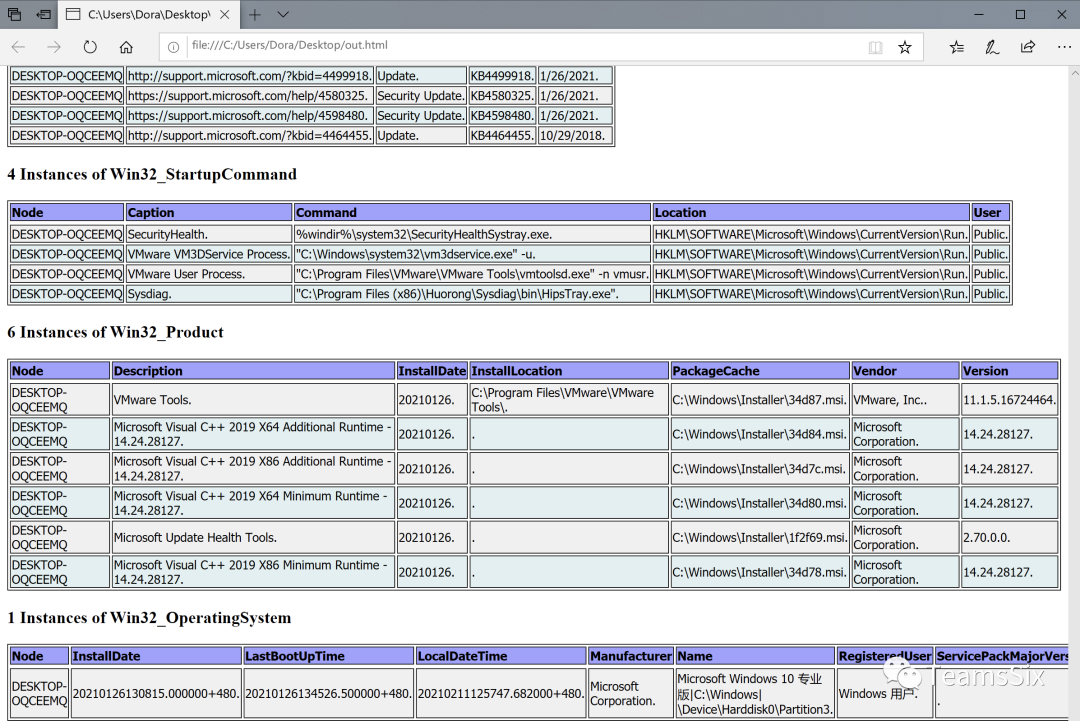 C:\Users\Dora\Desktop\
file:///C:/Users/Dora/Desktop/out.html
DESKTOP-OQCEEMQ http://support.microsoft.com/?kbid=4499918. Update. KB4499918. 1/26/2021.
DESKTOP-OQCEEMQ https://support.microsoft.com/help/4580325. Security Update. KB4580325. 1/26/2021.
DESKTOP-OQCEEMQ https://support.microsoft.com/help/4598480. Security Update. KB4598480. 1/26/2021.
DESKTOP-OQCEEMQ http://support.microsoft.com/?kbid=4464455. Update. KB4464455. 10/29/2018.
4 Instances of Win32_StartupCommand
Node Caption Command Location User
DESKTOP-OQCEEMQ SecurityHealth. %windir%\system32\SecurityHealthSystray.exe. HKLM\SOFTWARE\Microsoft\Windows\CurrentVersion\Run. Public.
DESKTOP-OQCEEMQ VMware VM3DService Process. "C:\Windows\system32\vm3dservice.exe" -u. HKLM\SOFTWARE\Microsoft\Windows\CurrentVersion\Run. Public.
DESKTOP-OQCEEMQ VMware User Process. "C:\Program Files\VMware\VMware Tools\vmtoolsd.exe" -n vmusr. HKLM\SOFTWARE\Microsoft\Windows\CurrentVersion\Run. Public.
DESKTOP-OQCEEMQ Sysdiag. "C:\Program Files (x86)\Huorong\Sysdiag\bin\HipsTray.exe". HKLM\SOFTWARE\Microsoft\Windows\CurrentVersion\Run. Public.
6 Instances of Win32_Product
Node Description InstallDate InstallLocation PackageCache Vendor Version
DESKTOP-
OQCEEMQ
VMware Tools. 20210126.
C:\Program Files\VMware\VMware
Tools\.
C:\Windows\Installer\34d87.msi. VMware, Inc.. 11.1.5.16724464.
DESKTOP-
OQCEEMQ
Microsoft Visual C++ 2019 X64 Additional Runtime -
14.24.28127.
20210126. . C:\Windows\Installer\34d84.msi.
Microsoft
Corporation.
14.24.28127.
DESKTOP-
OQCEEMQ
Microsoft Visual C++ 2019 X86 Additional Runtime -
14.24.28127.
20210126. . C:\Windows\Installer\34d7c.msi.
Microsoft
Corporation.
14.24.28127.
DESKTOP-
OQCEEMQ
Microsoft Visual C++ 2019 X64 Minimum Runtime -
14.24.28127.
20210126. . C:\Windows\Installer\34d80.msi.
Microsoft
Corporation.
14.24.28127.
DESKTOP-
OQCEEMQ
Microsoft Update Health Tools. 20210126. . C:\Windows\Installer\1f2f69.msi.
Microsoft
Corporation.
2.70.0.0.
DESKTOP-
OQCEEMQ
Microsoft Visual C++ 2019 X86 Minimum Runtime -
14.24.28127.
20210126. . C:\Windows\Installer\34d78.msi.
Microsoft
Corporation.
14.24.28127.
1 Instances of Win32_OperatingSystem
Node InstallDate LastBootUpTime LocalDateTime Manufacturer Name RegisteredUser ServicePackMajorVers
DESKTOP-
OQCEEMQ
20210126130815.000000+480. 20210126134526.500000+480. 20210211125747.682000+480.
Microsoft
Corporation.
Microsoft Windows 10 专业
版|C:\Windows|
\Device\Harddisk0\Partition3.
Windows 用户.
.
TeamsSix